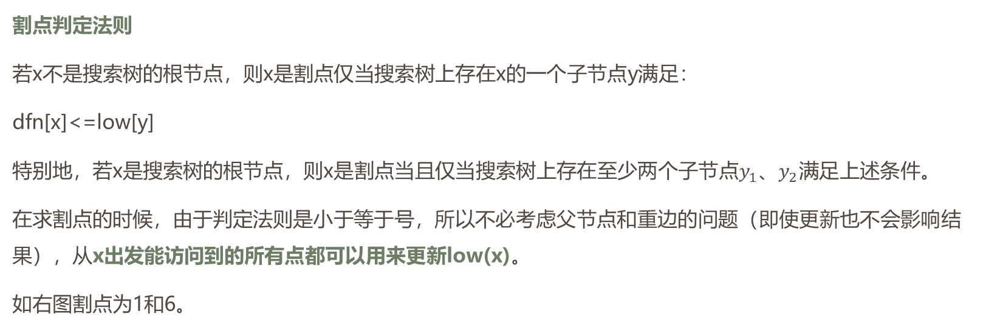 割点判定法则
若x不是搜索树的根节点，则x是割点仅当搜索树上存在x的一个子节点y满足：
dfn[x]<=low[y]
特别地，若x是搜索树的根节点，则x是割点当且仅当搜索树上存在至少两个子节点y₁、y₂满足上述条件。
在求割点的时候，由于判定法则是小于等于号，所以不必考虑父节点和重边的问题（即使更新也不会影响结
果），从x出发能访问到的所有点都可以用来更新low(x)。
如右图割点为1和6。